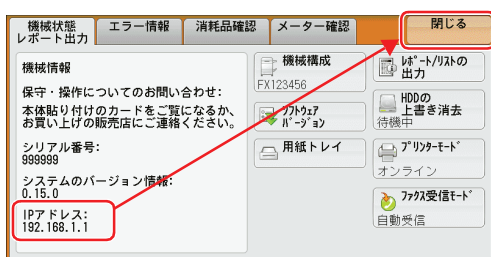 機械状態
レポート出力
エラー情報
消耗品確認
メーター確認
閉じる
機械情報
保守・操作についてのお問い合わせ:
本体貼り付けのカードをご覧になるか、
お買い上げの販売店にご連絡ください。
シリアル番号:
999999
システムのバージョン情報:
0.15.0
IPアドレス:
192.168.1.1
機械構成
FX123456
ソフトウェア
バージョン
用紙トレイ
レポート/リストの
出力
HDDの
上書き消去
待機中
プリンターモード
オンライン
ファクス受信モード
自動受信